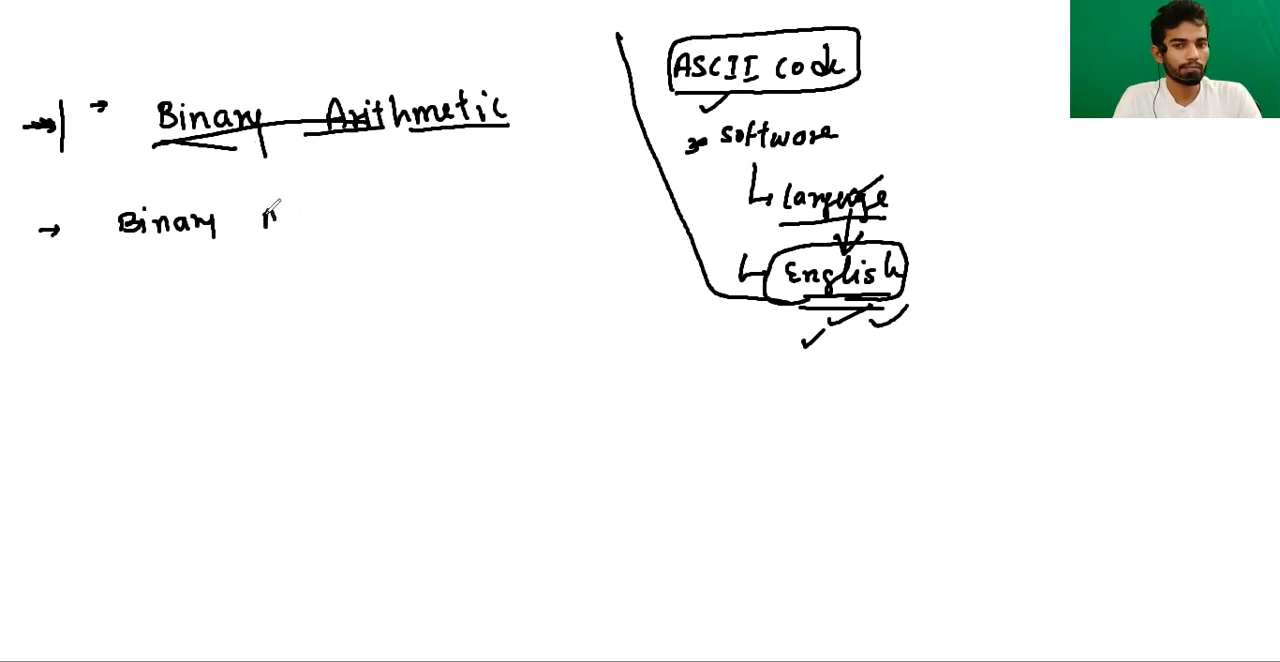 Binary Arithmetic
Binary
ASCII Code
Software
Language
English